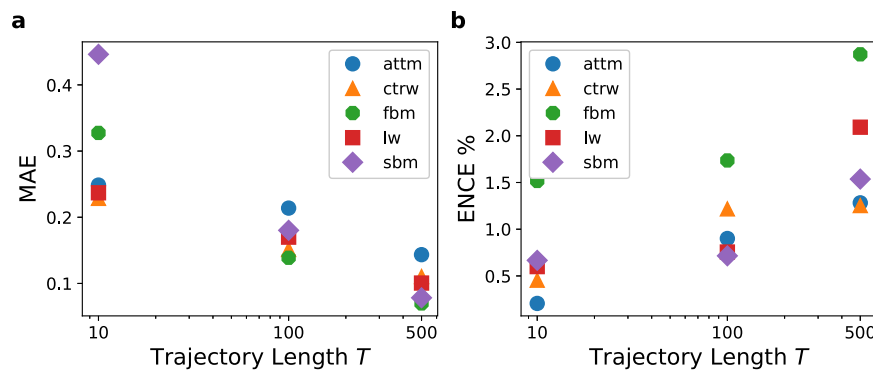 a
0.4
0.3
0.2
0.1
MAE
10
100
500
Trajectory Length T
attm
ctrw
fbm
lw
sbm
b
3.0
2.5
2.0
1.5
1.0
0.5
ENCE %
10
100
500
Trajectory Length T
attm
ctrw
fbm
lw
sbm